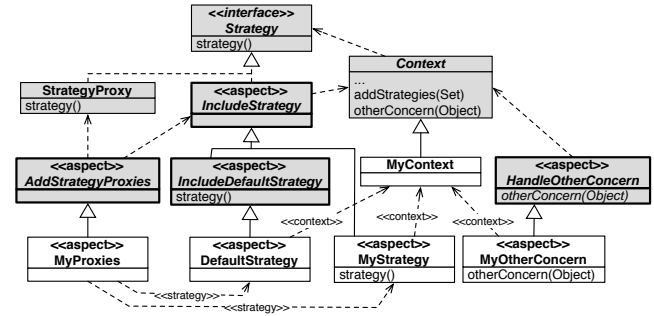 <<interface>>
Strategy
strategy()
Context
...
addStrategies(Set)
otherConcern(Object)
StrategyProxy
strategy()
<<aspect>>
IncludeStrategy
<<aspect>>
AddStrategyProxies
<<aspect>>
IncludeDefaultStrategy
strategy()
MyContext
<<aspect>>
HandleOtherConcern
otherConcern(Object)
<<context>>
<<context>>
<<context>>
<<aspect>>
MyProxies
<<aspect>>
DefaultStrategy
<<aspect>>
MyStrategy
strategy()
<<aspect>>
MyOtherConcern
otherConcern(Object)
<<strategy>>
<<strategy>>